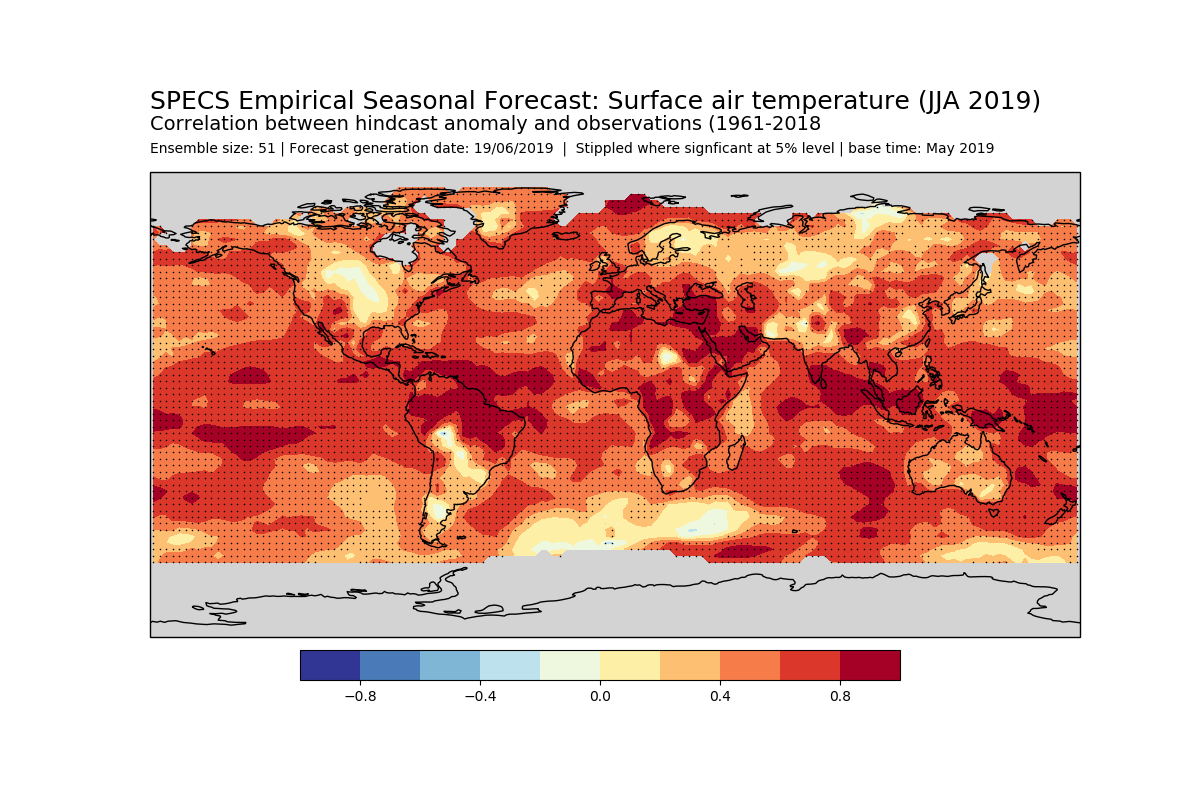 SPECS Empirical Seasonal Forecast: Surface air temperature (JJA 2019)
Correlation between hindcast anomaly and observations (1961-2018
Ensemble size: 51 | Forecast generation date: 19/06/2019 | Stippled where signficant at 5% level | base time: May 2019
−0.8 −0.4 0.0 0.4 0.8